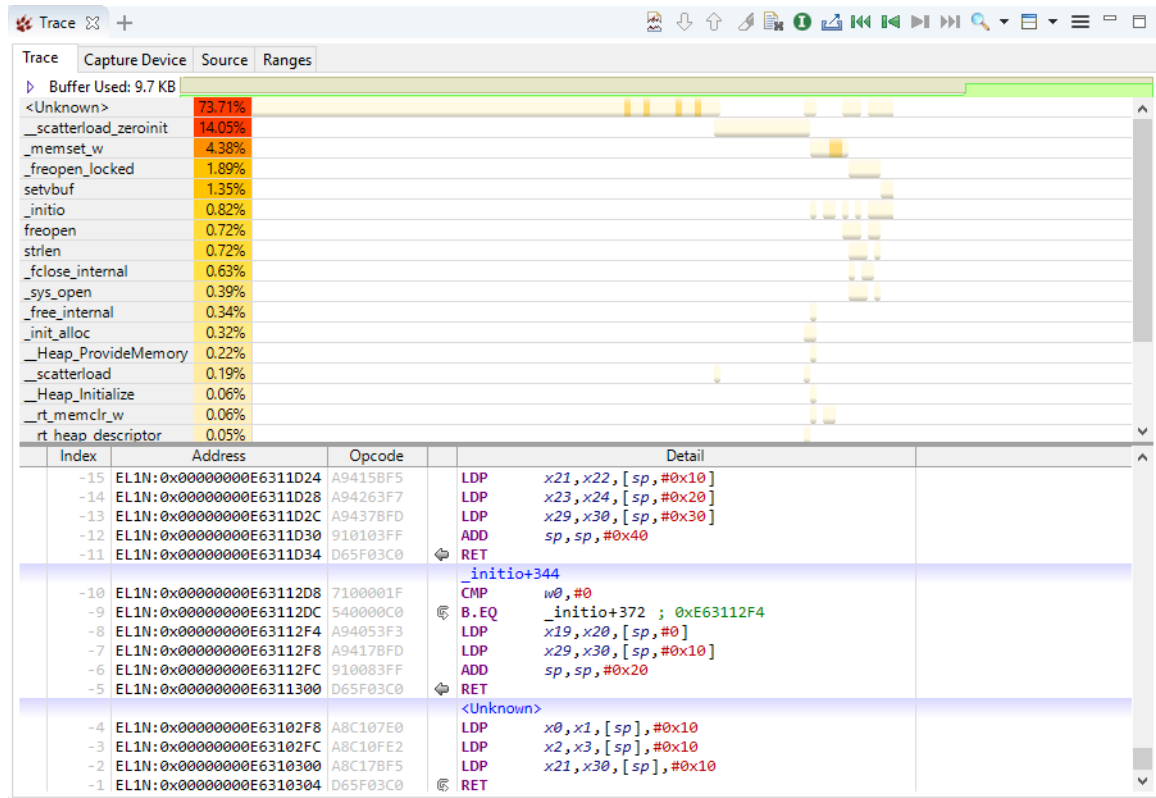 Trace
Trace Capture Device Source Ranges
Buffer Used: 9.7 KB
<Unknown> 73.71%
__scatterload_zeroinit 14.05%
_memset_w 4.38%
_freopen_locked 1.89%
setvbuf 1.35%
_initio 0.82%
freopen 0.72%
strlen 0.72%
_fclose_internal 0.63%
_sys_open 0.39%
_free_internal 0.34%
_init_alloc 0.32%
__Heap_ProvideMemory 0.22%
__scatterload 0.19%
__Heap_Initialize 0.06%
__rt_memclr_w 0.06%
__rt_heap_descriptor 0.05%
Index Address Opcode Detail
-15 EL1N:0x00000000E6311D24 A9415BF5 LDP x21,x22,[sp,#0x10]
-14 EL1N:0x00000000E6311D28 A94263F7 LDP x23,x24,[sp,#0x20]
-13 EL1N:0x00000000E6311D2C A9437BFD LDP x29,x30,[sp,#0x30]
-12 EL1N:0x00000000E6311D30 910103FF ADD sp,sp,#0x40
-11 EL1N:0x00000000E6311D34 D65F03C0 RET
_initio+344
-10 EL1N:0x00000000E63112D8 7100001F CMP w0,#0
-9 EL1N:0x00000000E63112DC 540000C0 B.EQ _initio+372 ; 0xE63112F4
-8 EL1N:0x00000000E63112F4 A94053F3 LDP x19,x20,[sp,#0]
-7 EL1N:0x00000000E63112F8 A9417BFD LDP x29,x30,[sp,#0x10]
-6 EL1N:0x00000000E63112FC 910083FF ADD sp,sp,#0x20
-5 EL1N:0x00000000E6311300 D65F03C0 RET
<Unknown>
-4 EL1N:0x00000000E63102F8 A8C107E0 LDP x0,x1,[sp],#0x10
-3 EL1N:0x00000000E63102FC A8C10FE2 LDP x2,x3,[sp],#0x10
-2 EL1N:0x00000000E6310300 A8C17BF5 LDP x21,x30,[sp],#0x10
-1 EL1N:0x00000000E6310304 D65F03C0 RET